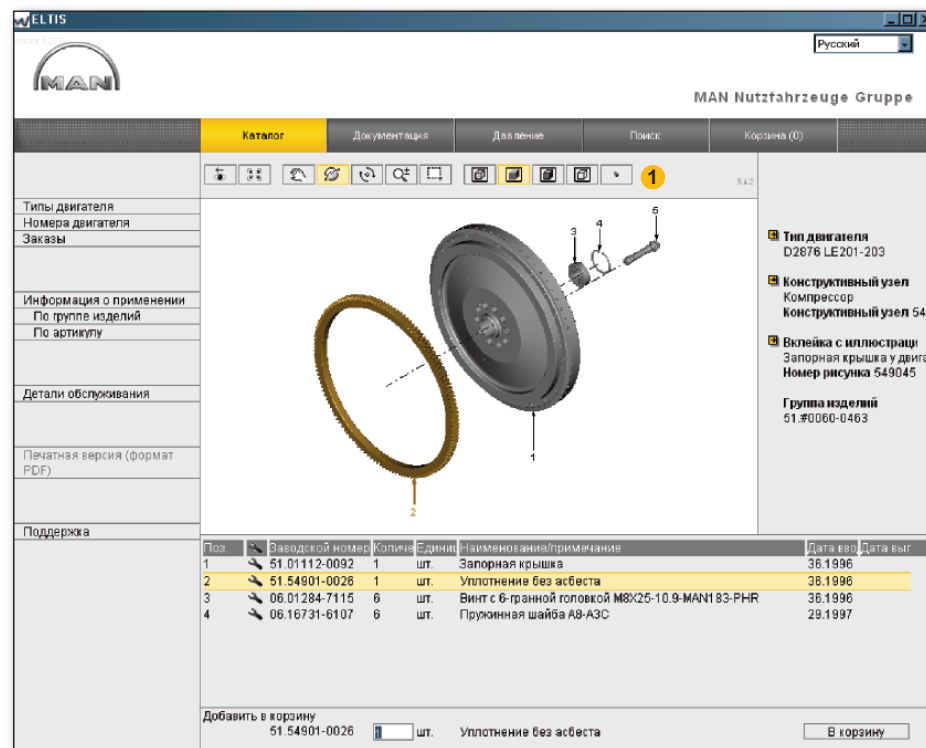 ELTIS
Русский
MAN
MAN Nutzfahrzeuge Gruppe
Каталог Документация Давление Поиск Корзина (0)
1
5.4.2
Типы двигателя
Номера двигателя
Заказы
Информация о применении
По группе изделий
По артикулу
Детали обслуживания
Печатная версия (формат
PDF)
Поддержка
5
4
3
1
2
Тип двигателя
D2876 LE201-203
Конструктивный узел
Компрессор
Конструктивный узел 54
Вклейка с иллюстраци
Запорная крышка у двига
Номер рисунка 549045
Группа изделий
51.#0060-0463
Поз. Заводской номер Количе Единиц Наименование/примечание Дата вво Дата выг
1 51.01112-0092 1 шт. Запорная крышка 36.1996
2 51.54901-0026 1 шт. Уплотнение без асбеста 36.1996
3 06.01284-7115 6 шт. Винт с 6-гранной головкой M8X25-10.9-MAN183-PHR 36.1996
4 06.16731-6107 6 шт. Пружинная шайба A8-A3C 29.1997
Добавить в корзину
51.54901-0026 1 шт. Уплотнение без асбеста В корзину